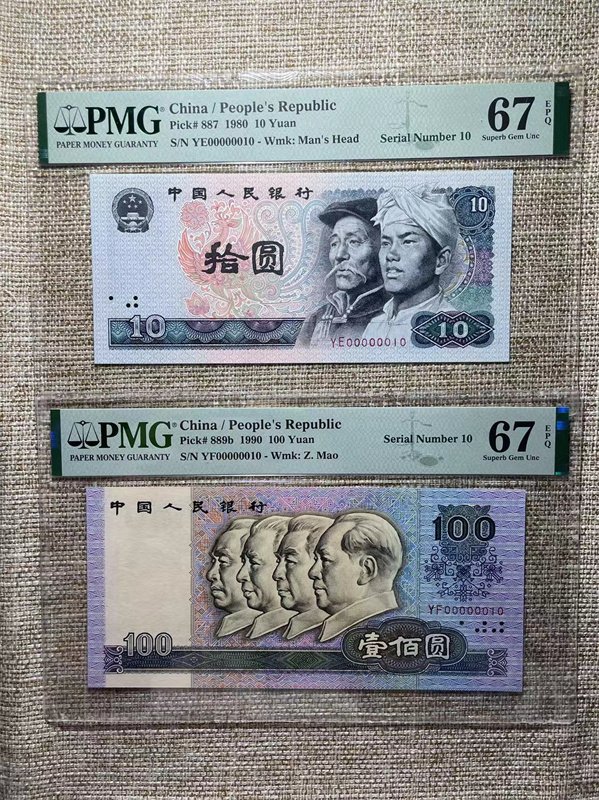 PMG
PAPER MONEY GUARANTY
China / People's Republic
Pick# 887 1980 10 Yuan
S/N YE00000010 - Wmk: Man's Head
Serial Number 10
67 EPQ
Superb Gem Unc
中国人民银行
10
拾圆
10
10
YE00000010
PMG
PAPER MONEY GUARANTY
China / People's Republic
Pick# 889b 1990 100 Yuan
S/N YF00000010 - Wmk: Z. Mao
Serial Number 10
67 EPQ
Superb Gem Unc
中国人民银行
100
YF00000010
100
壹佰圆